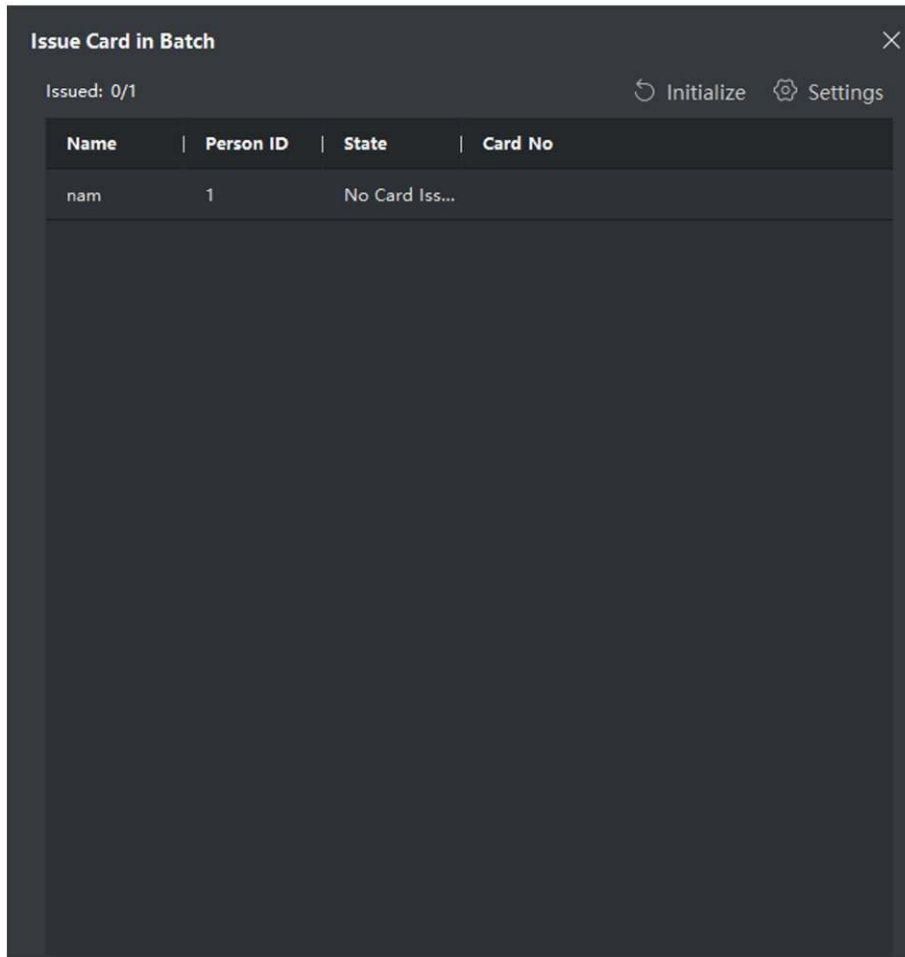 Issue Card in Batch
Issued: 0/1 Initialize Settings
Name | Person ID | State | Card No
nam 1 No Card Iss...